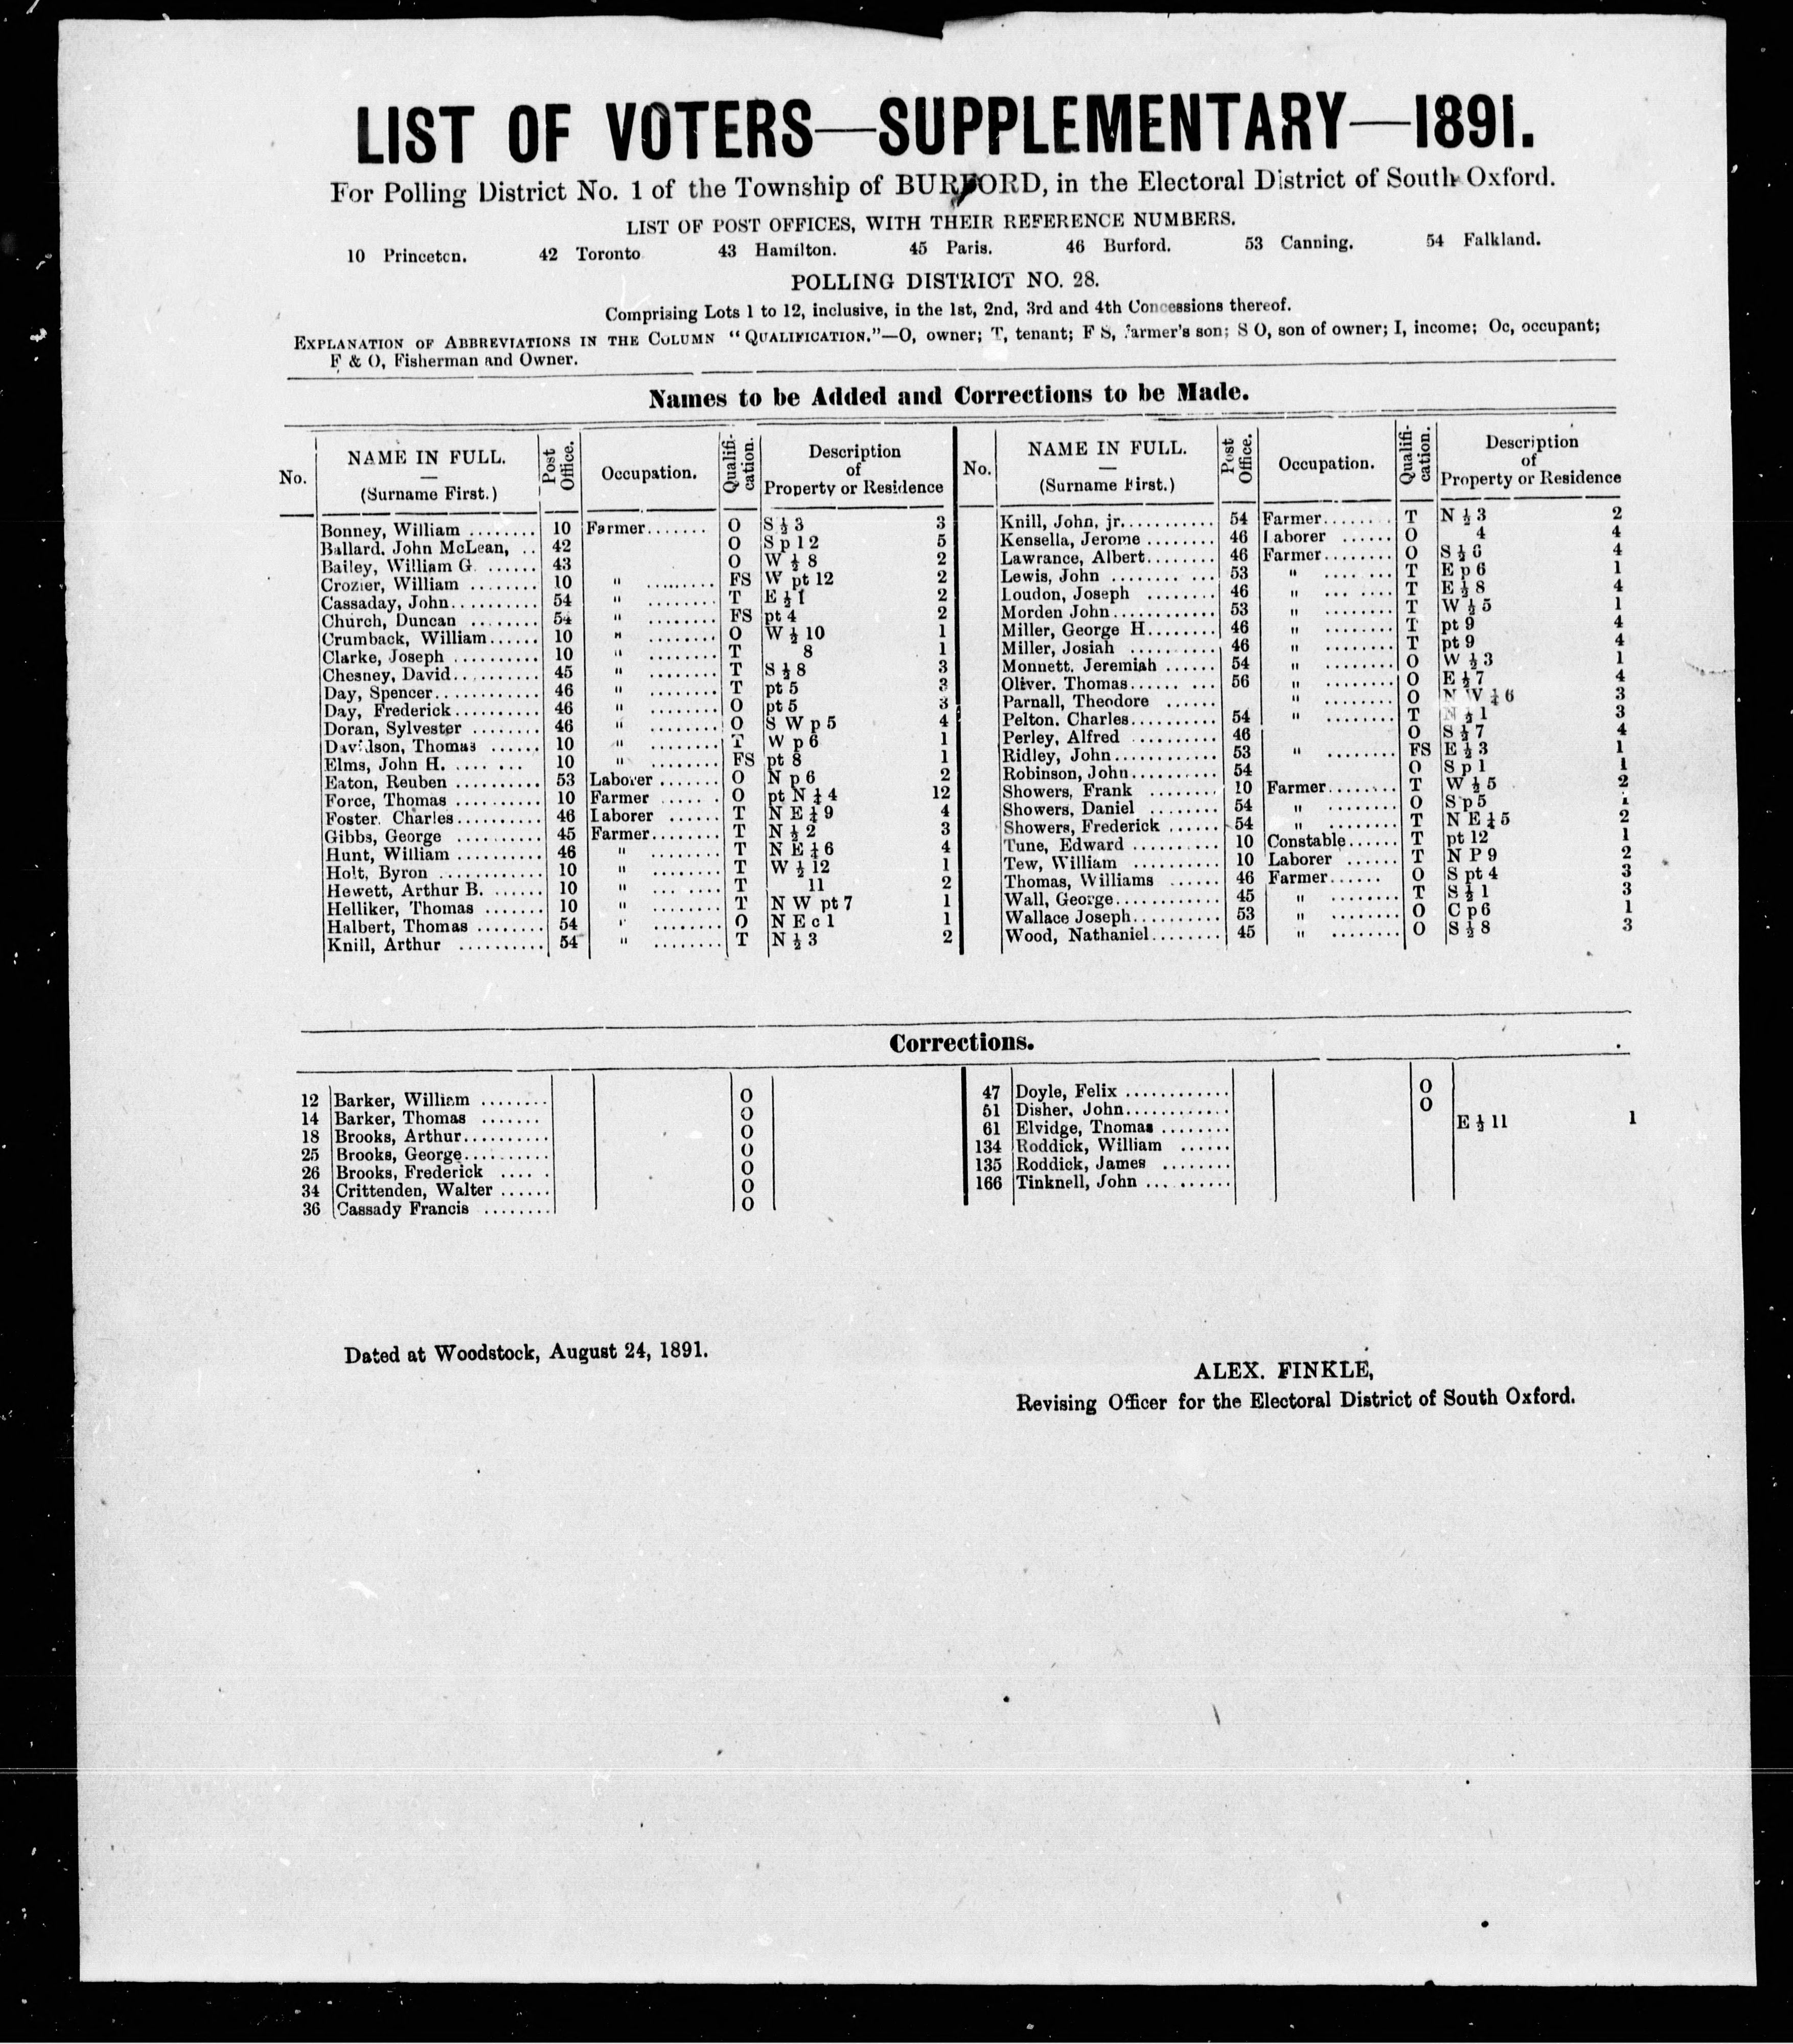 LIST OF VOTERS—SUPPLEMENTARY—1891.
For Polling District No. 1 of the Township of BURFORD, in the Electoral District of South Oxford.
LIST OF POST OFFICES, WITH THEIR REFERENCE NUMBERS.
10 Princeton. 42 Toronto 43 Hamilton. 45 Paris. 46 Burford. 53 Canning. 54 Falkland.
POLLING DISTRICT NO. 28.
Comprising Lots 1 to 12, inclusive, in the 1st, 2nd, 3rd and 4th Concessions thereof.
EXPLANATION OF ABBREVIATIONS IN THE COLUMN "QUALIFICATION."—O, owner; T, tenant; F S, farmer's son; S O, son of owner; I, income; Oc, occupant;
F & O, Fisherman and Owner.
Names to be Added and Corrections to be Made.
No. NAME IN FULL. — (Surname First.) Post Office. Occupation. Qualifi-cation. Description of Property or Residence
Bonney, William ........ 10 Farmer....... O S ½ 3 3
Ballard. John McLean, .. 42 O S p 12 5
Bailey, William G. ...... 43 O W ½ 8 2
Crozier, William ........ 10 " ......... FS W pt 12 2
Cassaday, John.......... 54 " ........ T E ½ 1 2
Church, Duncan ........ 54 " ........ FS pt 4 2
Crumback, William...... 10 " ........ O W ½ 10 1
Clarke, Joseph .......... 10 " ........ T 8 1
Chesney, David.......... 45 " ........ T S ½ 8 3
Day, Spencer............ 46 " ........ T pt 5 3
Day, Frederick.......... 46 " ........ O pt 5 3
Doran, Sylvester ........ 46 " ........ O S W p 5 4
Davidson, Thomas ...... 10 " ........ T W p 6 1
Elms, John H. .... ... 10 " ........ FS pt 8 1
Eaton, Reuben .......... 53 Laborer ....... O N p 6 2
Force, Thomas .......... 10 Farmer ..... . O pt N ¼ 4 12
Foster. Charles.......... 46 Laborer ...... T N E ¼ 9 4
Gibbs, George .......... 45 Farmer........ T N ½ 2 3
Hunt, William .......... 46 " ........ T N E ¼ 6 4
Holt, Byron ............ 10 " ........ T W ½ 12 1
Hewett, Arthur B. ...... 10 " ... .... T 11 2
Helliker, Thomas ....... 10 " ........ T N W pt 7 1
Halbert, Thomas ........ 54 " ........ O N E c 1 1
Knill, Arthur .......... 54 " ........ T N ½ 3 2
No. NAME IN FULL. — (Surname First.) Post Office. Occupation. Qualifi-cation. Description of Property or Residence
Knill, John, jr........... 54 Farmer........ T N ½ 3 2
Kensella, Jerome ........ 46 Laborer ...... O 4 4
Lawrance, Albert........ 46 Farmer........ O S ½ 6 4
Lewis, John ........ ... 53 " .... ... T E p 6 1
Loudon, Joseph ........ 46 " ... .... T E ½ 8 4
Morden John............ 53 " ........ T W ½ 5 1
Miller, George H........ 46 " ........ T pt 9 4
Miller, Josiah .......... 46 " ........ T pt 9 4
Monnett. Jeremiah ...... 54 " ........ O W ½ 3 1
Oliver. Thomas...... ... 56 " ........ O E ½ 7 4
Parnall, Theodore ...... " ........ O N W ¼ 6 3
Pelton. Charles.......... 54 " ........ T N ½ 1 3
Perley, Alfred .......... 46 O S ½ 7 4
Ridley, John............ 53 " ......... FS E ½ 3 1
Robinson, John.......... 54 O S p 1 1
Showers, Frank ........ 10 Farmer........ T W ½ 5 2
Showers, Daniel ........ 54 " ........ O S p 5
Showers, Frederick ...... 54 " ........ T N E ¼ 5 2
Tune, Edward .......... 10 Constable...... T pt 12 1
Tew, William .......... 10 Laborer ...... T N P 9 2
Thomas, Williams ...... 46 Farmer...... O S pt 4 3
Wall, George............ 45 " ........ T S ½ 1 3
Wallace Joseph.......... 53 " ........ O C p 6 1
Wood, Nathaniel........ 45 " ........ O S ½ 8 3
Corrections.
12 Barker, William ........ O
14 Barker, Thomas ....... O
18 Brooks, Arthur.......... O
25 Brooks, George.......... O
26 Brooks, Frederick .... . O
34 Crittenden, Walter ...... O
36 Cassady Francis ........ O
47 Doyle, Felix ............ O
51 Disher, John............ O
61 Elvidge, Thomas ........ E ½ 11 1
134 Roddick, William ......
135 Roddick, James ........
166 Tinknell, John ... ......
Dated at Woodstock, August 24, 1891.
ALEX. FINKLE,
Revising Officer for the Electoral District of South Oxford.